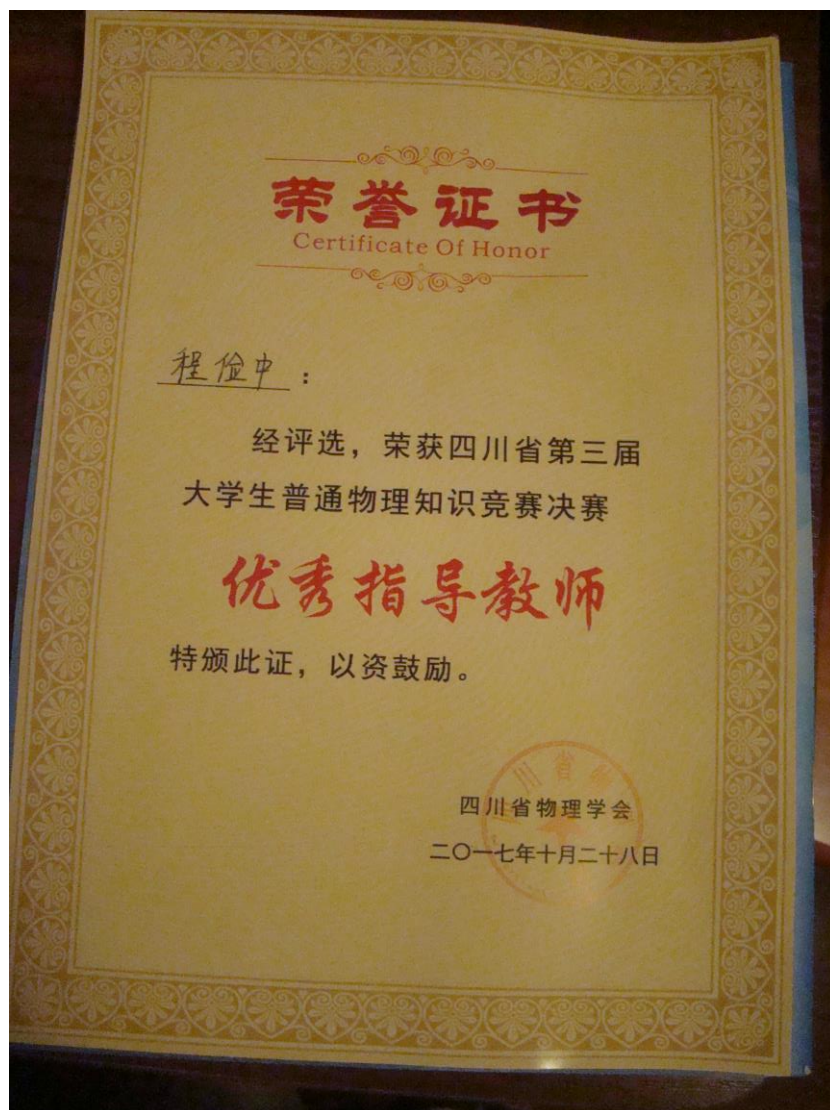 荣誉证书
Certificate Of Honor
程俭中：
经评选，荣获四川省第三届
大学生普通物理知识竞赛决赛
优秀指导教师
特颁此证，以资鼓励。
四川省物理学会
二〇一七年十月二十八日